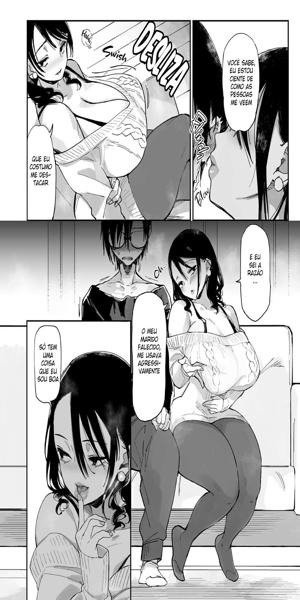 VOCÊ SABE,
EU ESTOU
CIENTE DE
COMO AS
PESSOAS
ME VEEM
DESLIZA
Swish
QUE EU
COSTUMO
ME DES-
TACAR
E EU SEI
A RAZÃO
...
O MEU
MARIDO
FALECIDO,
ME USAVA
AGRESSI-
VAMENTE
SÓ TEM
UMA
COISA
QUE EU
SOU BOA